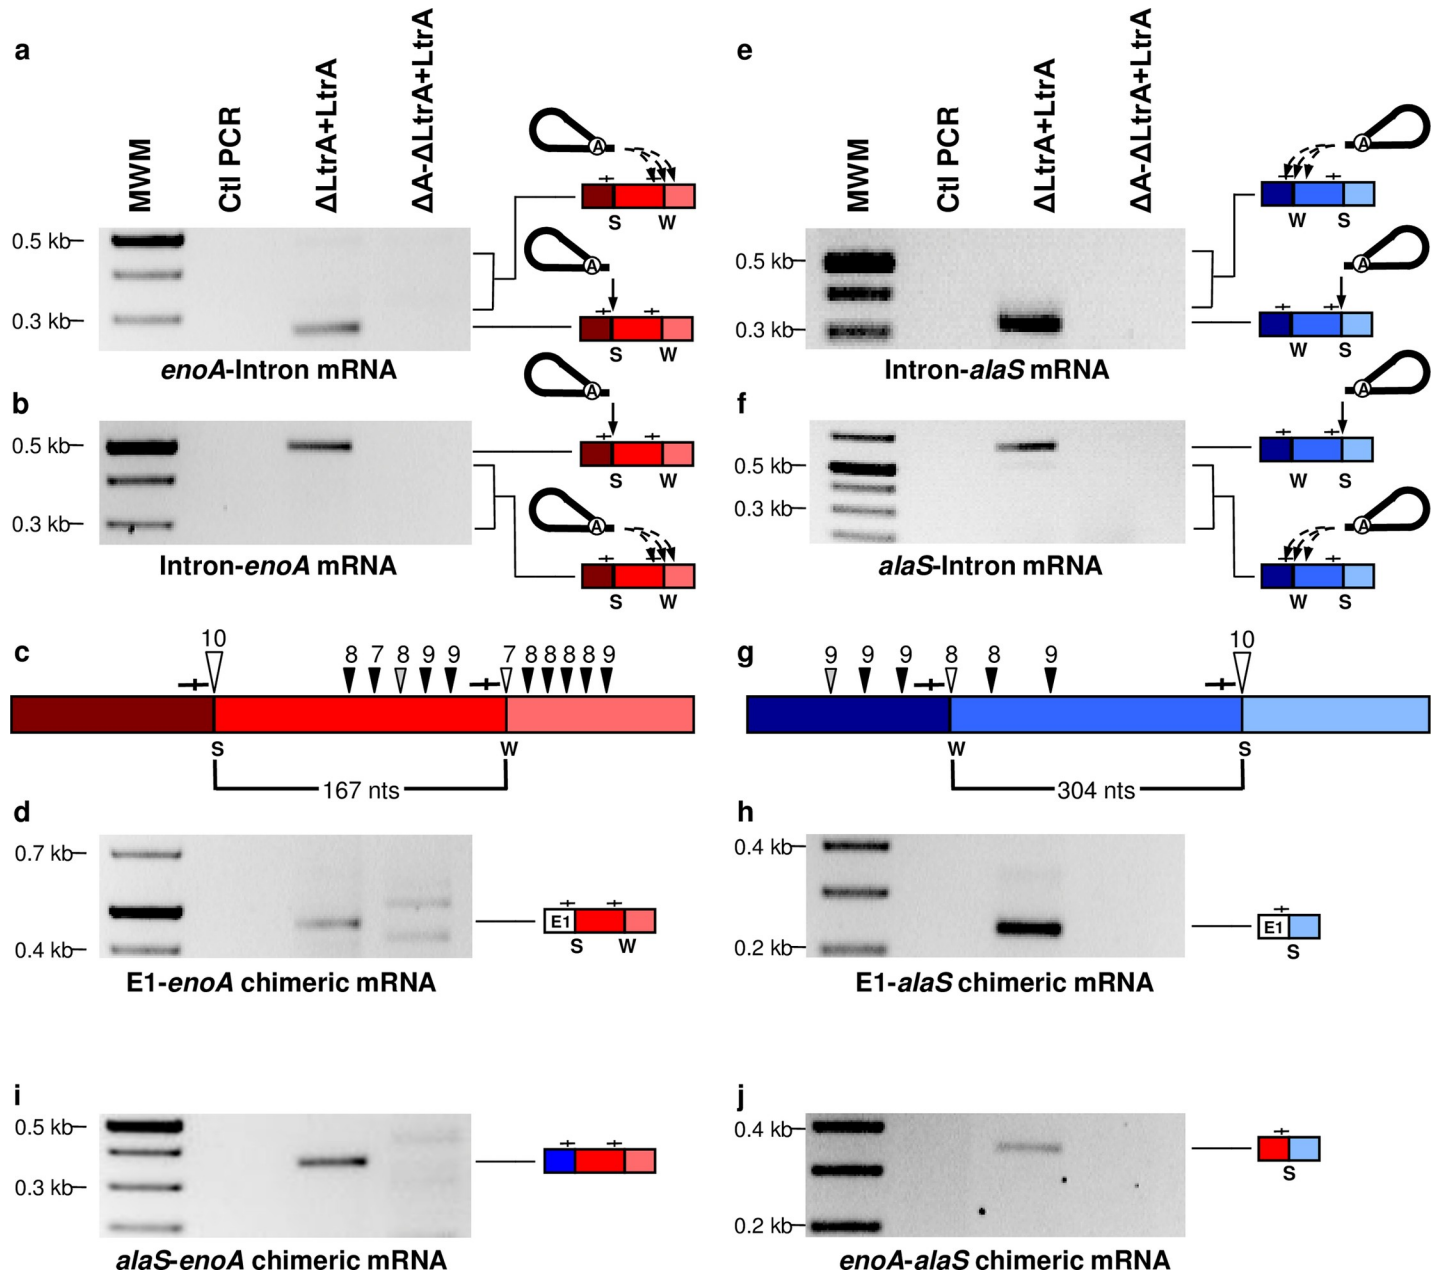 a
MWM
Ctl PCR
ΔLtrA+LtrA
ΔA-ΔLtrA+LtrA
0.5 kb
0.3 kb
A
S W
A
S W
enoA-Intron mRNA
b
0.5 kb
0.3 kb
A
S W
A
S W
Intron-enoA mRNA
c
10 8 7 8 9 9 7 8 8 8 8 9
S W
167 nts
d
0.7 kb
0.4 kb
E1
S W
E1-enoA chimeric mRNA
e
MWM
Ctl PCR
ΔLtrA+LtrA
ΔA-ΔLtrA+LtrA
0.5 kb
0.3 kb
A
W S
A
W S
Intron-alaS mRNA
f
0.5 kb
0.3 kb
A
W S
A
W S
alaS-Intron mRNA
g
9 9 9 8 8 9 10
W S
304 nts
h
0.4 kb
0.2 kb
E1
S
E1-alaS chimeric mRNA
i
0.5 kb
0.3 kb
alaS-enoA chimeric mRNA
j
0.4 kb
0.2 kb
S
enoA-alaS chimeric mRNA